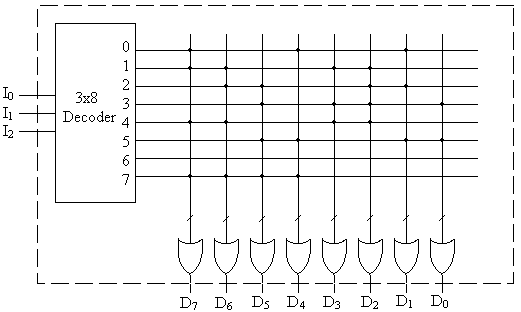 0
1
I₀
2
3x8
I₁
3
Decoder
I₂
4
5
6
7
D₇ D₆ D₅ D₄ D₃ D₂ D₁ D₀